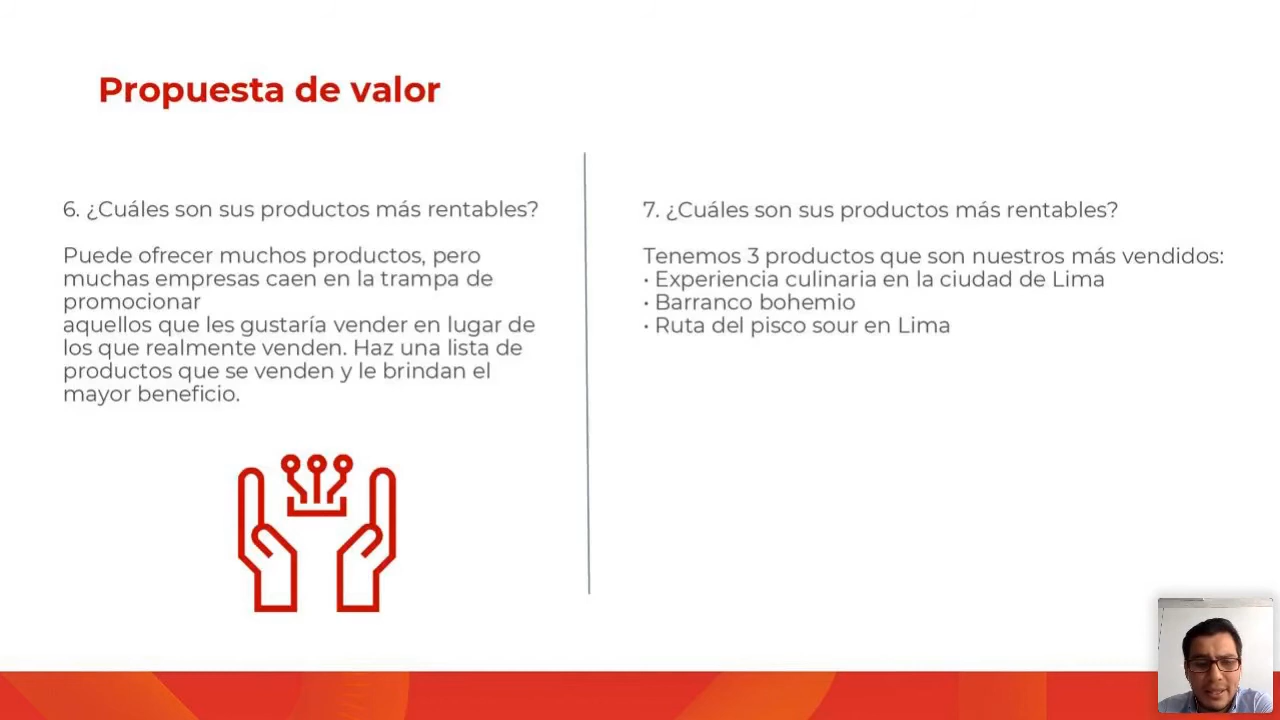 Propuesta de valor
6. ¿Cuáles son sus productos más rentables?
Puede ofrecer muchos productos, pero
muchas empresas caen en la trampa de
promocionar
aquellos que les gustaría vender en lugar de
los que realmente venden. Haz una lista de
productos que se venden y le brindan el
mayor beneficio.
7. ¿Cuáles son sus productos más rentables?
Tenemos 3 productos que son nuestros más vendidos:
• Experiencia culinaria en la ciudad de Lima
• Barranco bohemio
• Ruta del pisco sour en Lima